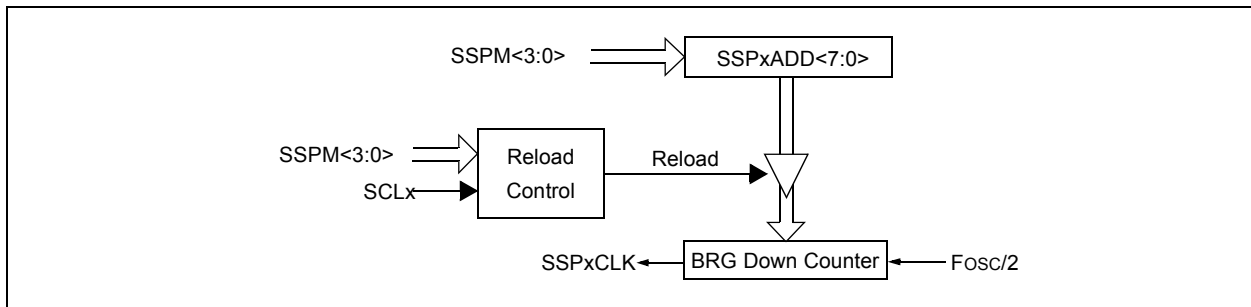 SSPM<3:0>
SSPxADD<7:0>
SSPM<3:0>
SCLx
Reload
Control
Reload
SSPxCLK
BRG Down Counter
FOSC/2